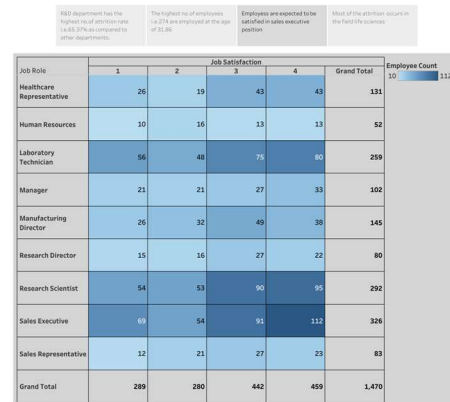 R&D department has the
highest no.of attrition rate
i.e.65.37% as compared to
other departments.
The highest no of employees
i.e 274 are employed at the age
of 31.86
Employees are expected to be
satisfied in sales executive
position
Most of the attrition occurs in
the field life sciences
Job Satisfaction
Job Role 1 2 3 4 Grand Total
Healthcare
Representative 26 19 43 43 131
Human Resources 10 16 13 13 52
Laboratory
Technician 56 48 75 80 259
Manager 21 21 27 33 102
Manufacturing
Director 26 32 49 38 145
Research Director 15 16 27 22 80
Research Scientist 54 53 90 95 292
Sales Executive 69 54 91 112 326
Sales Representative 12 21 27 23 83
Grand Total 289 280 442 459 1,470
Employee Count
10 112